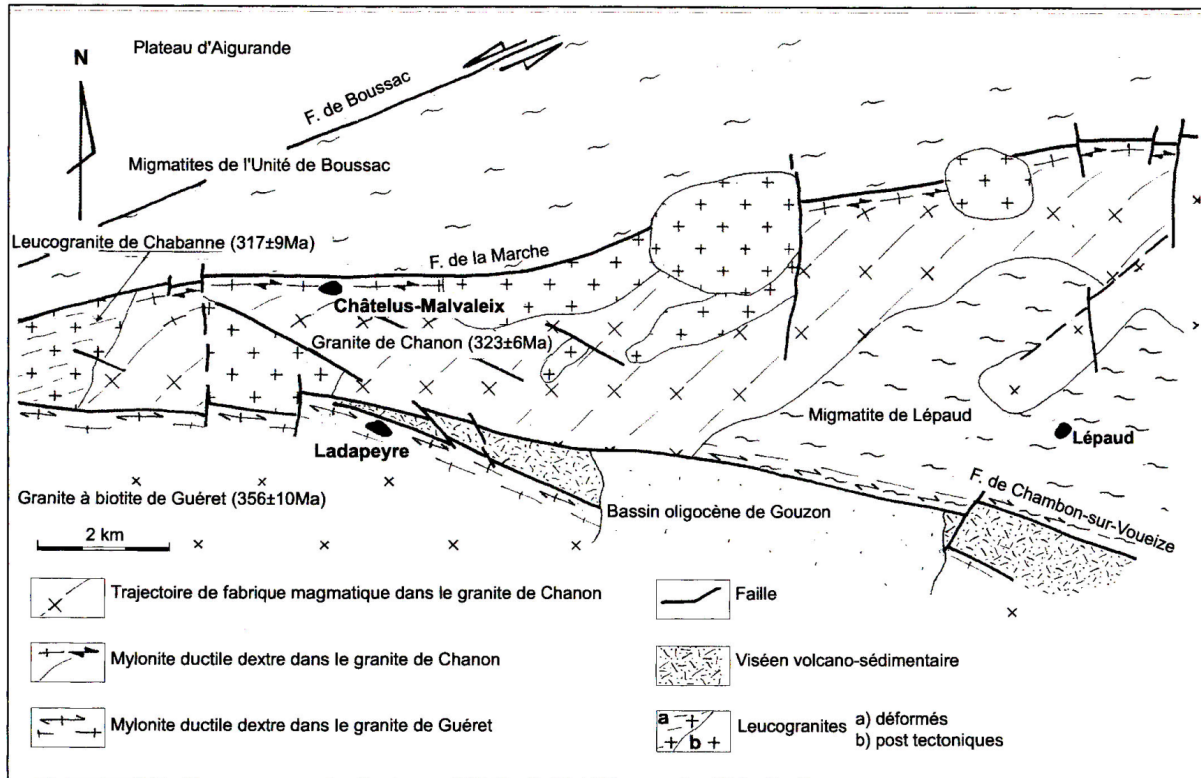 Plateau d'Aigurande
N
F. de Boussac
Migmatites de l'Unité de Boussac
Leucogranite de Chabanne (317±9Ma)
F. de la Marche
Châtelus-Malvaleix
Granite de Chanon (323±6Ma)
Migmatite de Lépaud
Lépaud
Ladapeyre
F. de Chambon-sur-Voueize
Granite à biotite de Guéret (356±10Ma)
Bassin oligocène de Gouzon
2 km
Trajectoire de fabrique magmatique dans le granite de Chanon
Mylonite ductile dextre dans le granite de Chanon
Mylonite ductile dextre dans le granite de Guéret
Faille
Viséen volcano-sédimentaire
a
b
Leucogranites a) déformés
b) post tectoniques